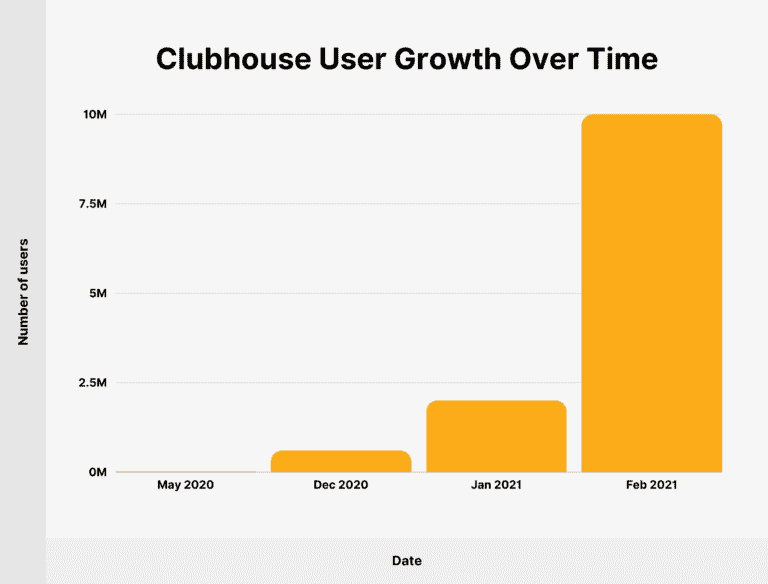 Clubhouse User Growth Over Time
10M
7.5M
5M
2.5M
0M
Number of users
May 2020
Dec 2020
Jan 2021
Feb 2021
Date